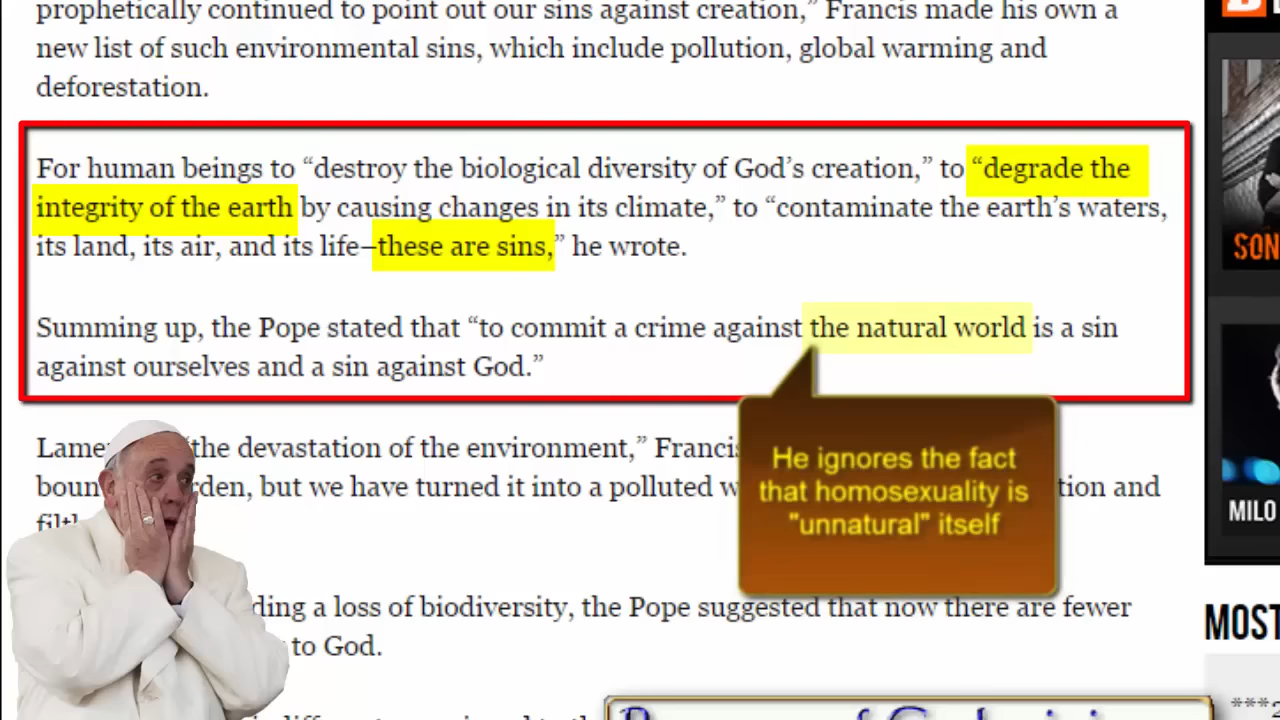 prophetically continued to point out our sins against creation,” Francis made his own a
new list of such environmental sins, which include pollution, global warming and
deforestation.
For human beings to “destroy the biological diversity of God’s creation,” to “degrade the
integrity of the earth by causing changes in its climate,” to “contaminate the earth’s waters,
its land, its air, and its life–these are sins,” he wrote.
Summing up, the Pope stated that “to commit a crime against the natural world is a sin
against ourselves and a sin against God.”
the devastation of the environment,” Francis
but we have turned it into a polluted
and
He ignores the fact
that homosexuality is
"unnatural" itself
a loss of biodiversity, the Pope suggested that now there are fewer
to God.
SON
MILO
MOST